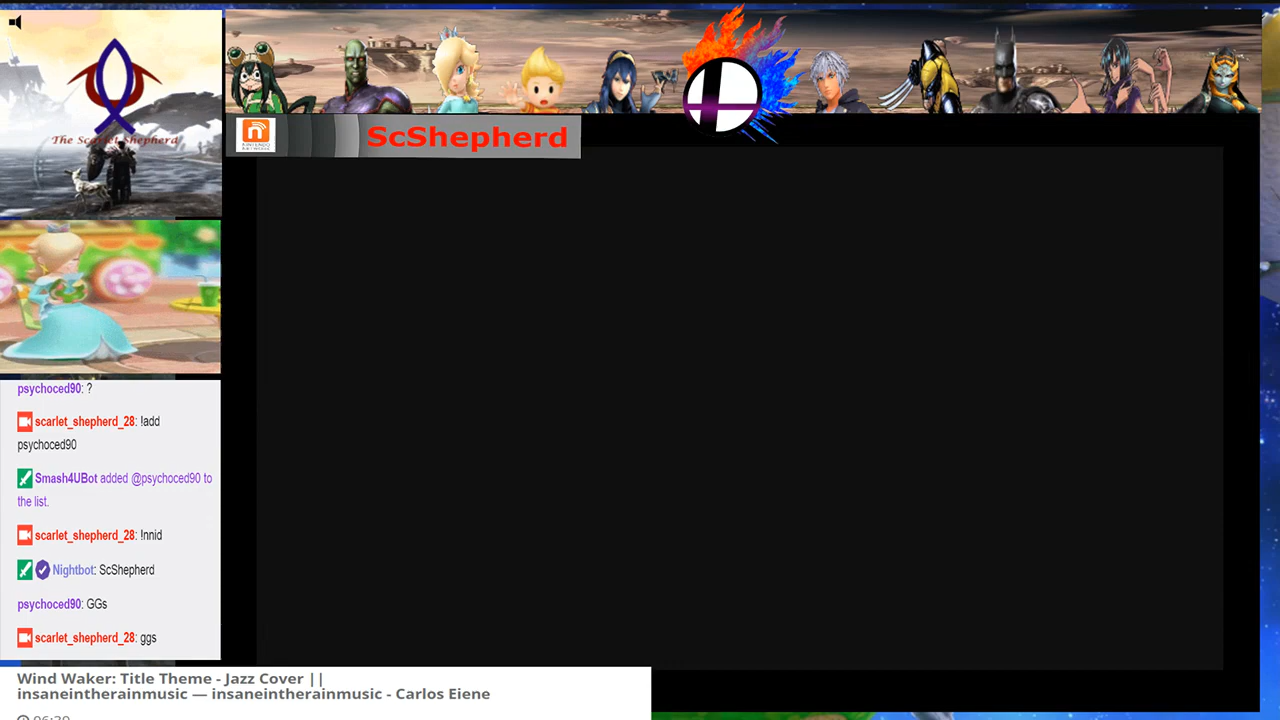 The Scarlet Shepherd
ScShepherd
psychoced90: ?
scarlet_shepherd_28: !add
psychoced90
Smash4UBot added @psychoced90 to
the list.
scarlet_shepherd_28: !nnid
Nightbot: ScShepherd
psychoced90: GGs
scarlet_shepherd_28: ggs
Wind Waker: Title Theme - Jazz Cover ||
insaneintherainmusic — insaneintherainmusic - Carlos Eiene